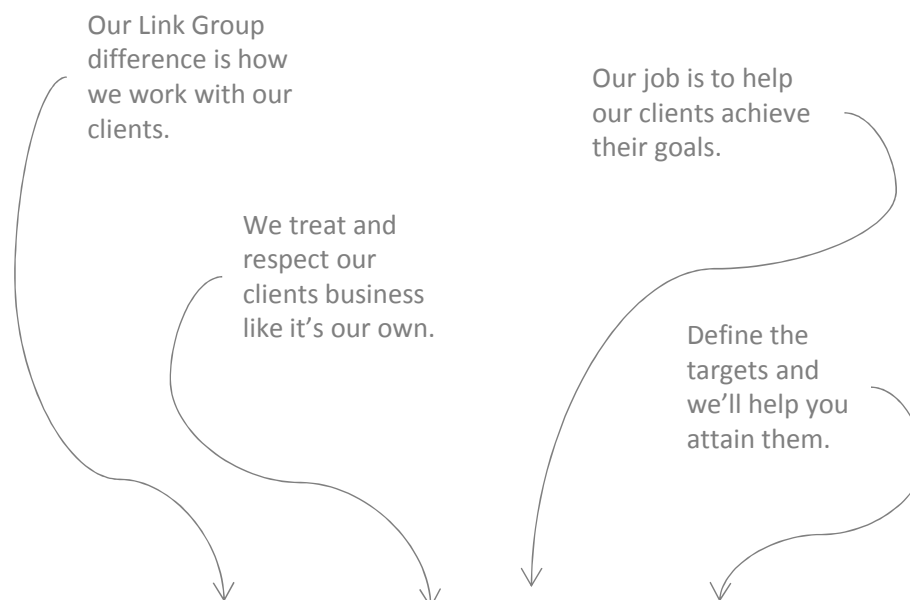 Our Link Group
difference is how
we work with our
clients.
Our job is to help
our clients achieve
their goals.
We treat and
respect our
clients business
like it’s our own.
Define the
targets and
we’ll help you
attain them.